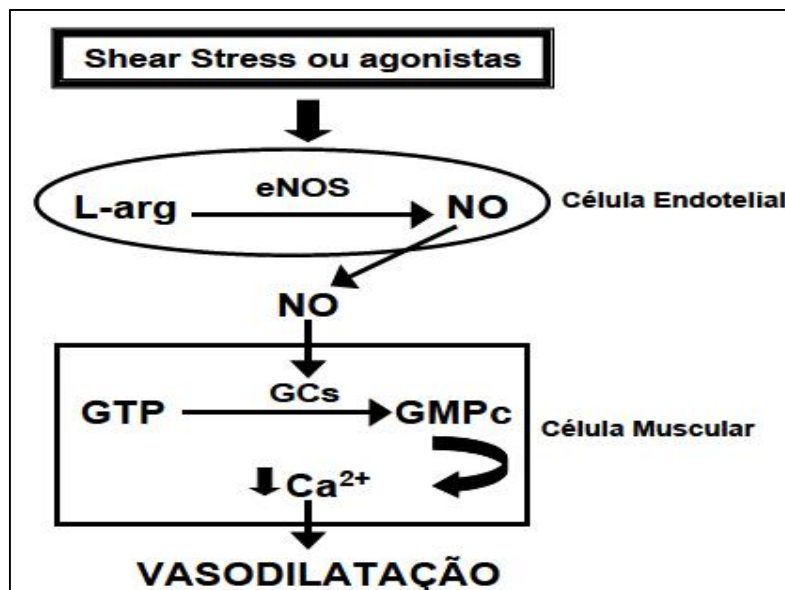 Shear Stress ou agonistas
eNOS
L-arg NO Célula Endotelial
NO
GCs
GTP GMPc Célula Muscular
Ca²⁺
VASODILATAÇÃO